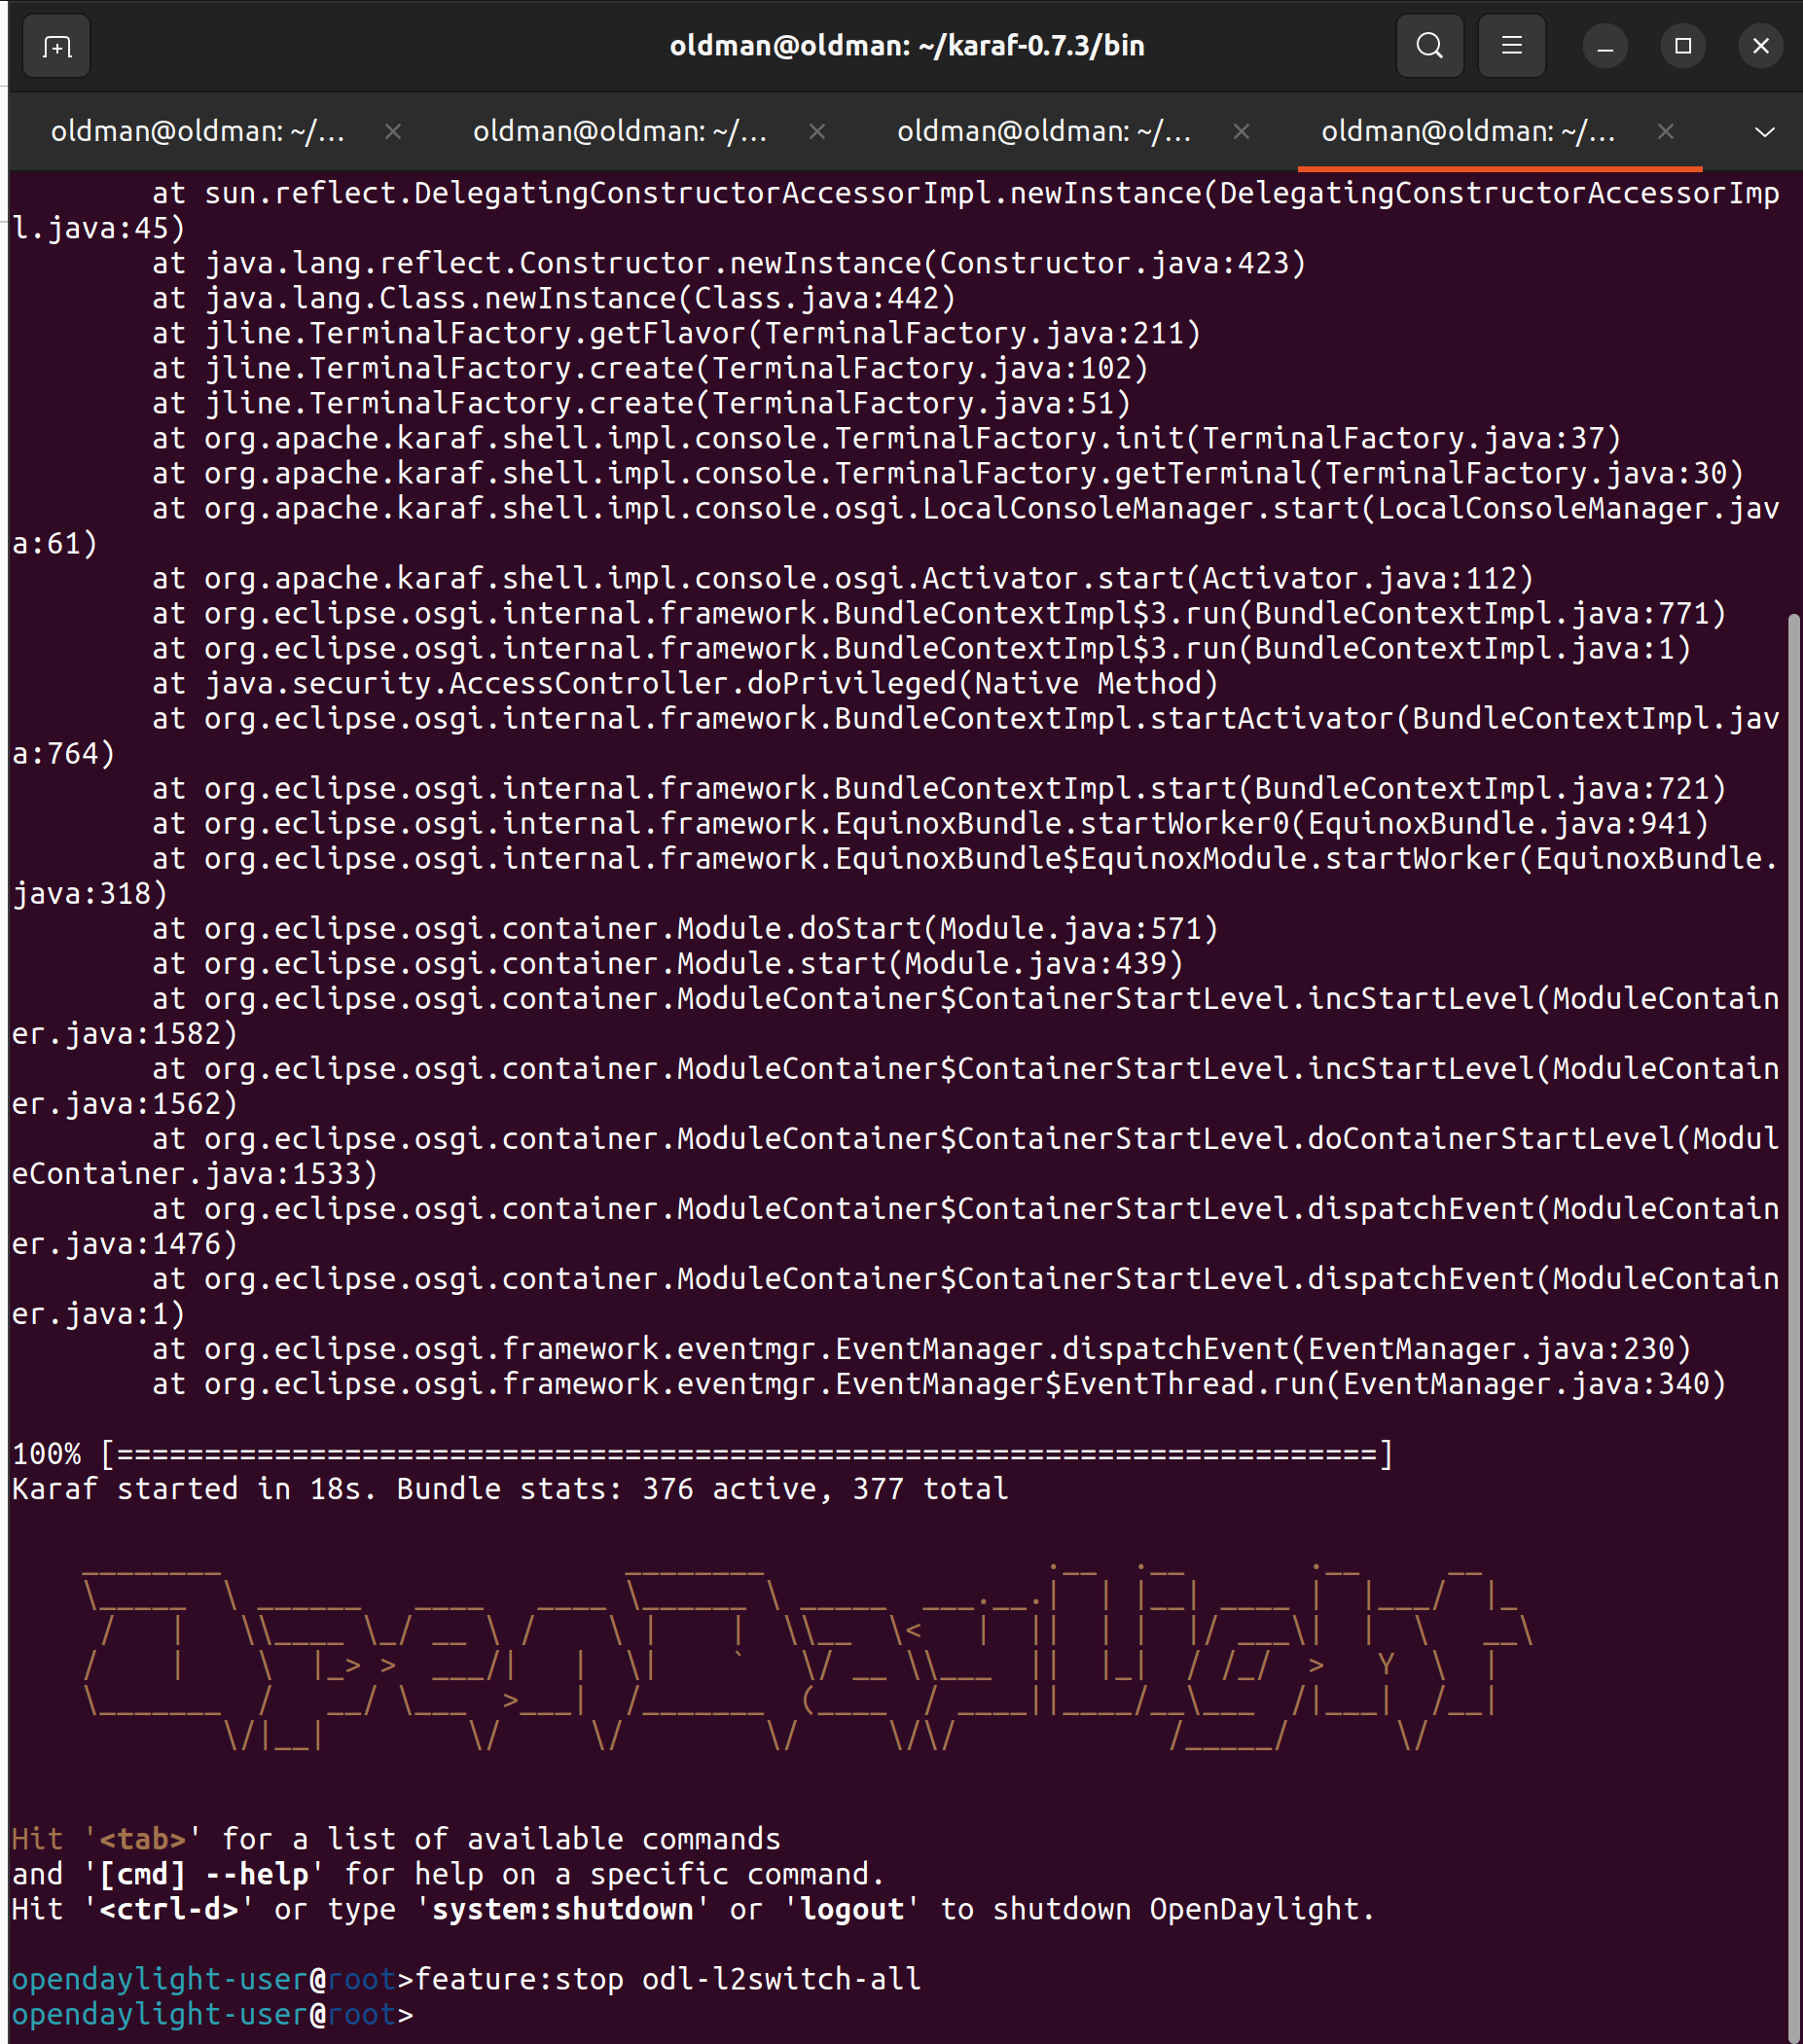 oldman@oldman: ~/karaf-0.7.3/bin
oldman@oldman: ~/... oldman@oldman: ~/... oldman@oldman: ~/... oldman@oldman: ~/...
        at sun.reflect.DelegatingConstructorAccessorImpl.newInstance(DelegatingConstructorAccessorImp
l.java:45)
        at java.lang.reflect.Constructor.newInstance(Constructor.java:423)
        at java.lang.Class.newInstance(Class.java:442)
        at jline.TerminalFactory.getFlavor(TerminalFactory.java:211)
        at jline.TerminalFactory.create(TerminalFactory.java:102)
        at jline.TerminalFactory.create(TerminalFactory.java:51)
        at org.apache.karaf.shell.impl.console.TerminalFactory.init(TerminalFactory.java:37)
        at org.apache.karaf.shell.impl.console.TerminalFactory.getTerminal(TerminalFactory.java:30)
        at org.apache.karaf.shell.impl.console.osgi.LocalConsoleManager.start(LocalConsoleManager.jav
a:61)
        at org.apache.karaf.shell.impl.console.osgi.Activator.start(Activator.java:112)
        at org.eclipse.osgi.internal.framework.BundleContextImpl$3.run(BundleContextImpl.java:771)
        at org.eclipse.osgi.internal.framework.BundleContextImpl$3.run(BundleContextImpl.java:1)
        at java.security.AccessController.doPrivileged(Native Method)
        at org.eclipse.osgi.internal.framework.BundleContextImpl.startActivator(BundleContextImpl.jav
a:764)
        at org.eclipse.osgi.internal.framework.BundleContextImpl.start(BundleContextImpl.java:721)
        at org.eclipse.osgi.internal.framework.EquinoxBundle.startWorker0(EquinoxBundle.java:941)
        at org.eclipse.osgi.internal.framework.EquinoxBundle$EquinoxModule.startWorker(EquinoxBundle.
java:318)
        at org.eclipse.osgi.container.Module.doStart(Module.java:571)
        at org.eclipse.osgi.container.Module.start(Module.java:439)
        at org.eclipse.osgi.container.ModuleContainer$ContainerStartLevel.incStartLevel(ModuleContain
er.java:1582)
        at org.eclipse.osgi.container.ModuleContainer$ContainerStartLevel.incStartLevel(ModuleContain
er.java:1562)
        at org.eclipse.osgi.container.ModuleContainer$ContainerStartLevel.doContainerStartLevel(Modul
eContainer.java:1533)
        at org.eclipse.osgi.container.ModuleContainer$ContainerStartLevel.dispatchEvent(ModuleContain
er.java:1476)
        at org.eclipse.osgi.container.ModuleContainer$ContainerStartLevel.dispatchEvent(ModuleContain
er.java:1)
        at org.eclipse.osgi.framework.eventmgr.EventManager.dispatchEvent(EventManager.java:230)
        at org.eclipse.osgi.framework.eventmgr.EventManager$EventThread.run(EventManager.java:340)
100% [========================================================================]
Karaf started in 18s. Bundle stats: 376 active, 377 total
OpenDaylight
Hit '<tab>' for a list of available commands
and '[cmd] --help' for help on a specific command.
Hit '<ctrl-d>' or type 'system:shutdown' or 'logout' to shutdown OpenDaylight.
opendaylight-user@root>feature:stop odl-l2switch-all
opendaylight-user@root>